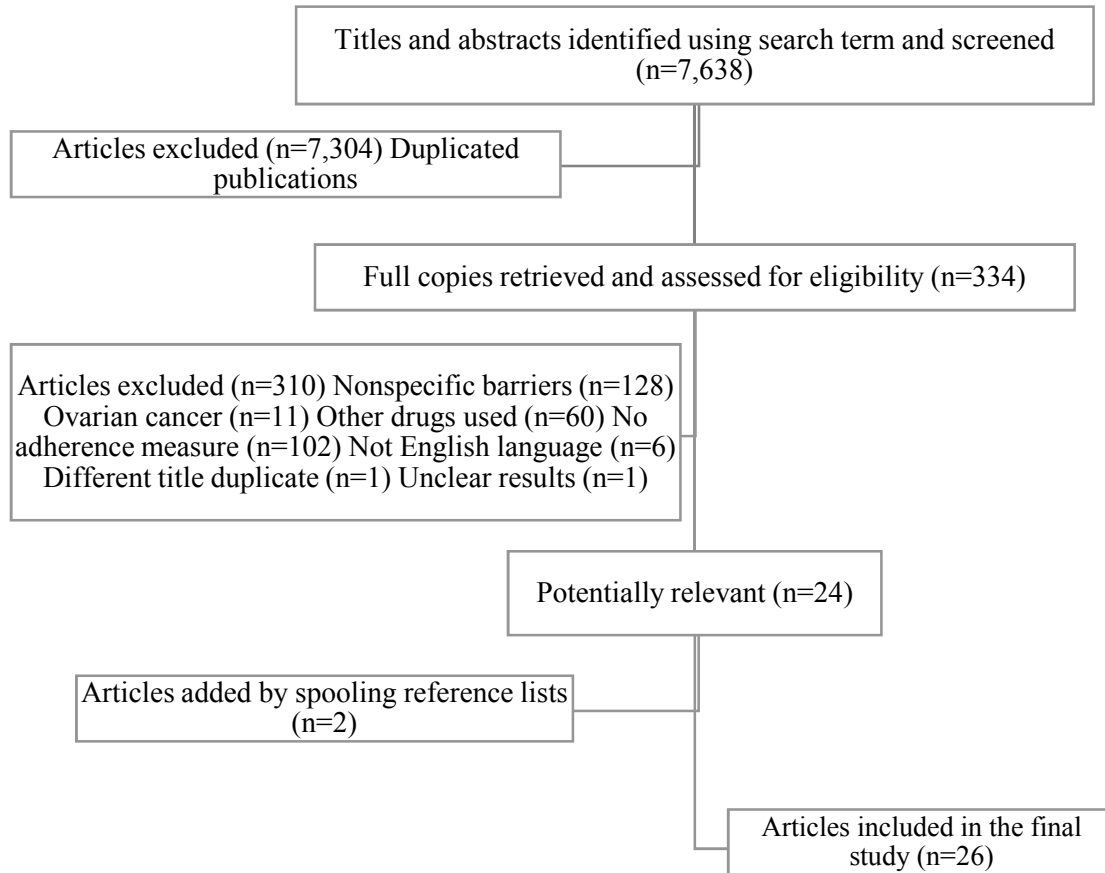 Titles and abstracts identified using search term and screened
(n=7,638)
Articles excluded (n=7,304) Duplicated
publications
Full copies retrieved and assessed for eligibility (n=334)
Articles excluded (n=310) Nonspecific barriers (n=128)
Ovarian cancer (n=11) Other drugs used (n=60) No
adherence measure (n=102) Not English language (n=6)
Different title duplicate (n=1) Unclear results (n=1)
Potentially relevant (n=24)
Articles added by spooling reference lists
(n=2)
Articles included in the final
study (n=26)